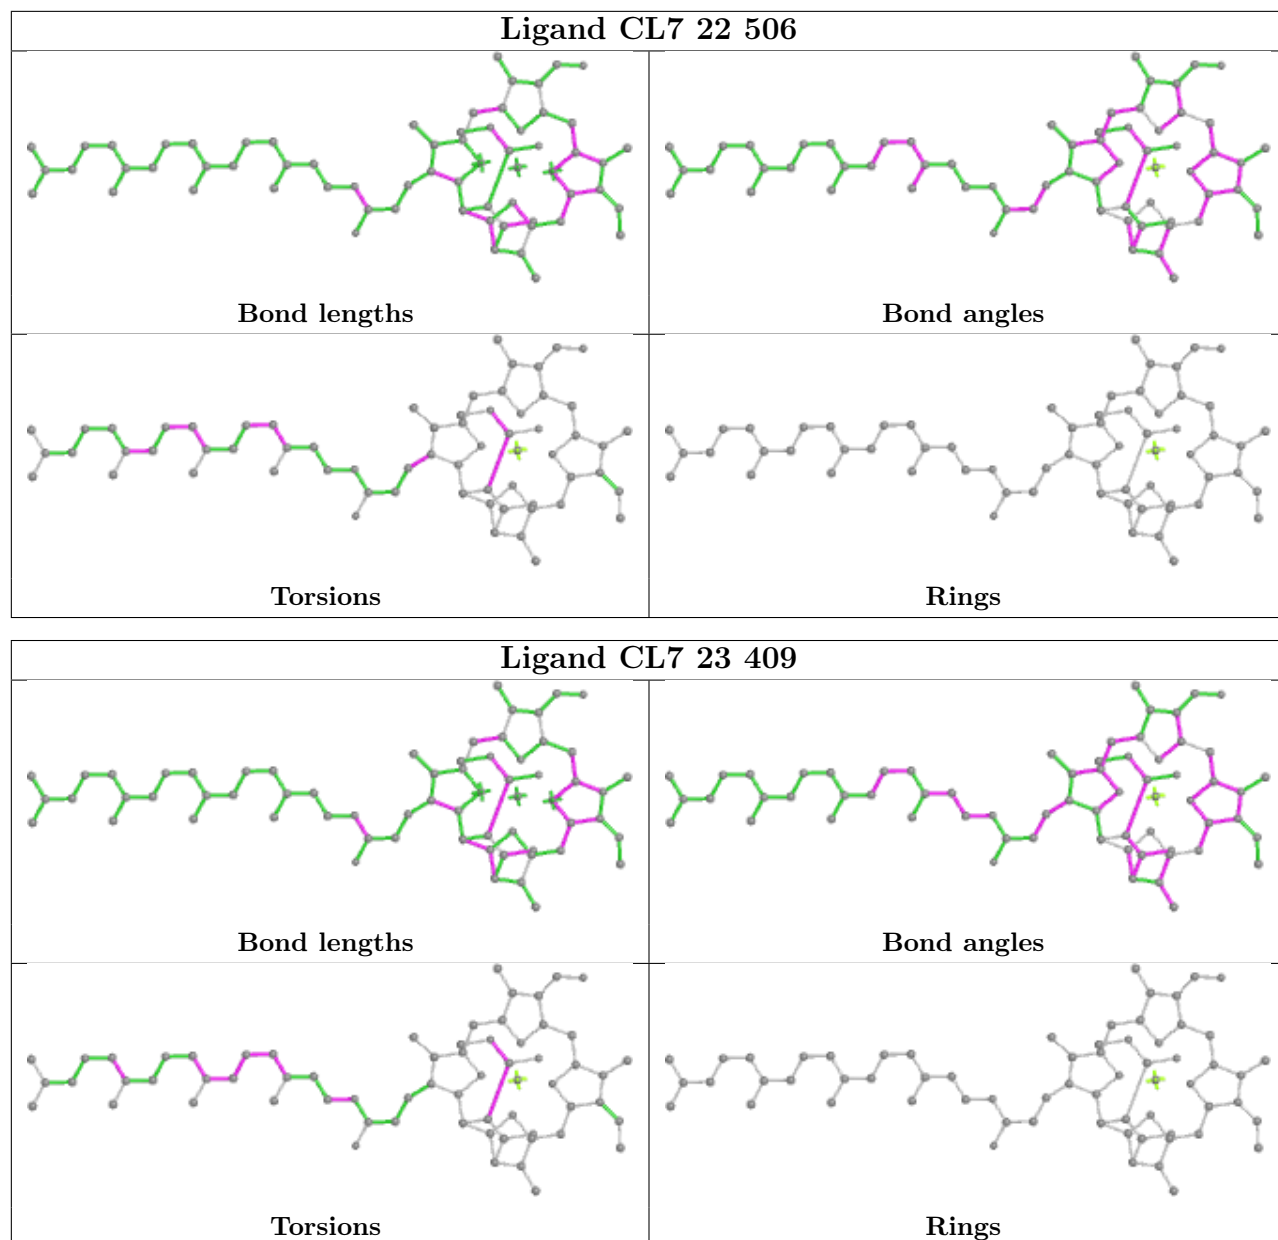 Ligand CL7 22 506
Bond lengths
Bond angles
Torsions
Rings
Ligand CL7 23 409
Bond lengths
Bond angles
Torsions
Rings